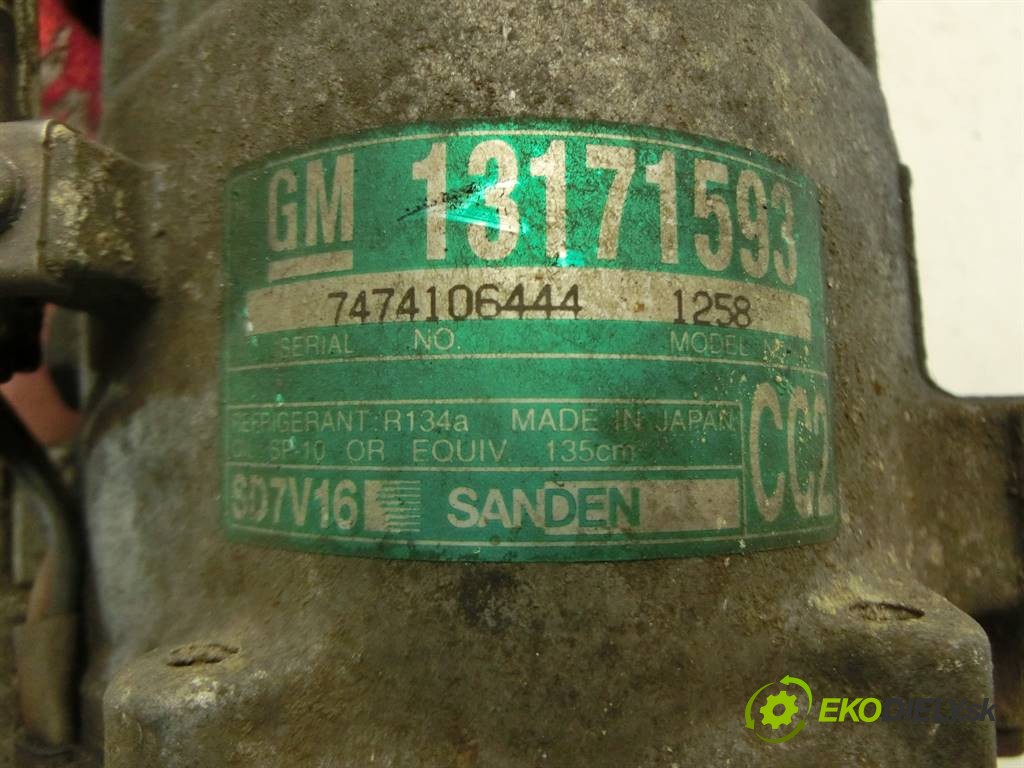 GM 13171593
7474106444 1258
SERIAL NO. MODEL
REFRIGERANT:R134a MADE IN JAPAN
SP-10 OR EQUIV. 135cm
SD7V16 SANDEN
CC2
EKODIELY.sk